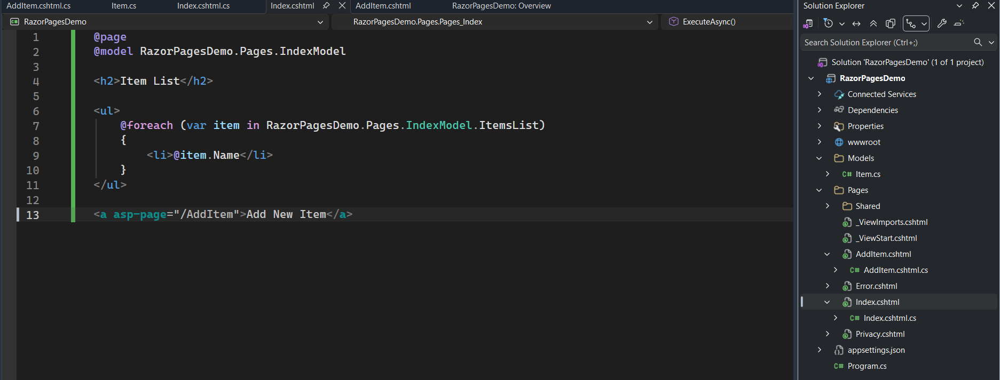 AddItem.cshtml.cs
Item.cs
Index.cshtml.cs
Index.cshtml
AddItem.cshtml
RazorPagesDemo: Overview
C# RazorPagesDemo
RazorPagesDemo.Pages.Pages_Index
ExecuteAsync()
1 @page
2 @model RazorPagesDemo.Pages.IndexModel
3
4 <h2>Item List</h2>
5
6 <ul>
7 @foreach (var item in RazorPagesDemo.Pages.IndexModel.ItemsList)
8 {
9 <li>@item.Name</li>
10 }
11 </ul>
12
13 <a asp-page="/AddItem">Add New Item</a>
Solution Explorer
Search Solution Explorer (Ctrl+;)
Solution 'RazorPagesDemo' (1 of 1 project)
RazorPagesDemo
Connected Services
Dependencies
Properties
wwwroot
Models
C# Item.cs
Pages
Shared
_ViewImports.cshtml
_ViewStart.cshtml
AddItem.cshtml
C# AddItem.cshtml.cs
Error.cshtml
Index.cshtml
C# Index.cshtml.cs
Privacy.cshtml
appsettings.json
C# Program.cs